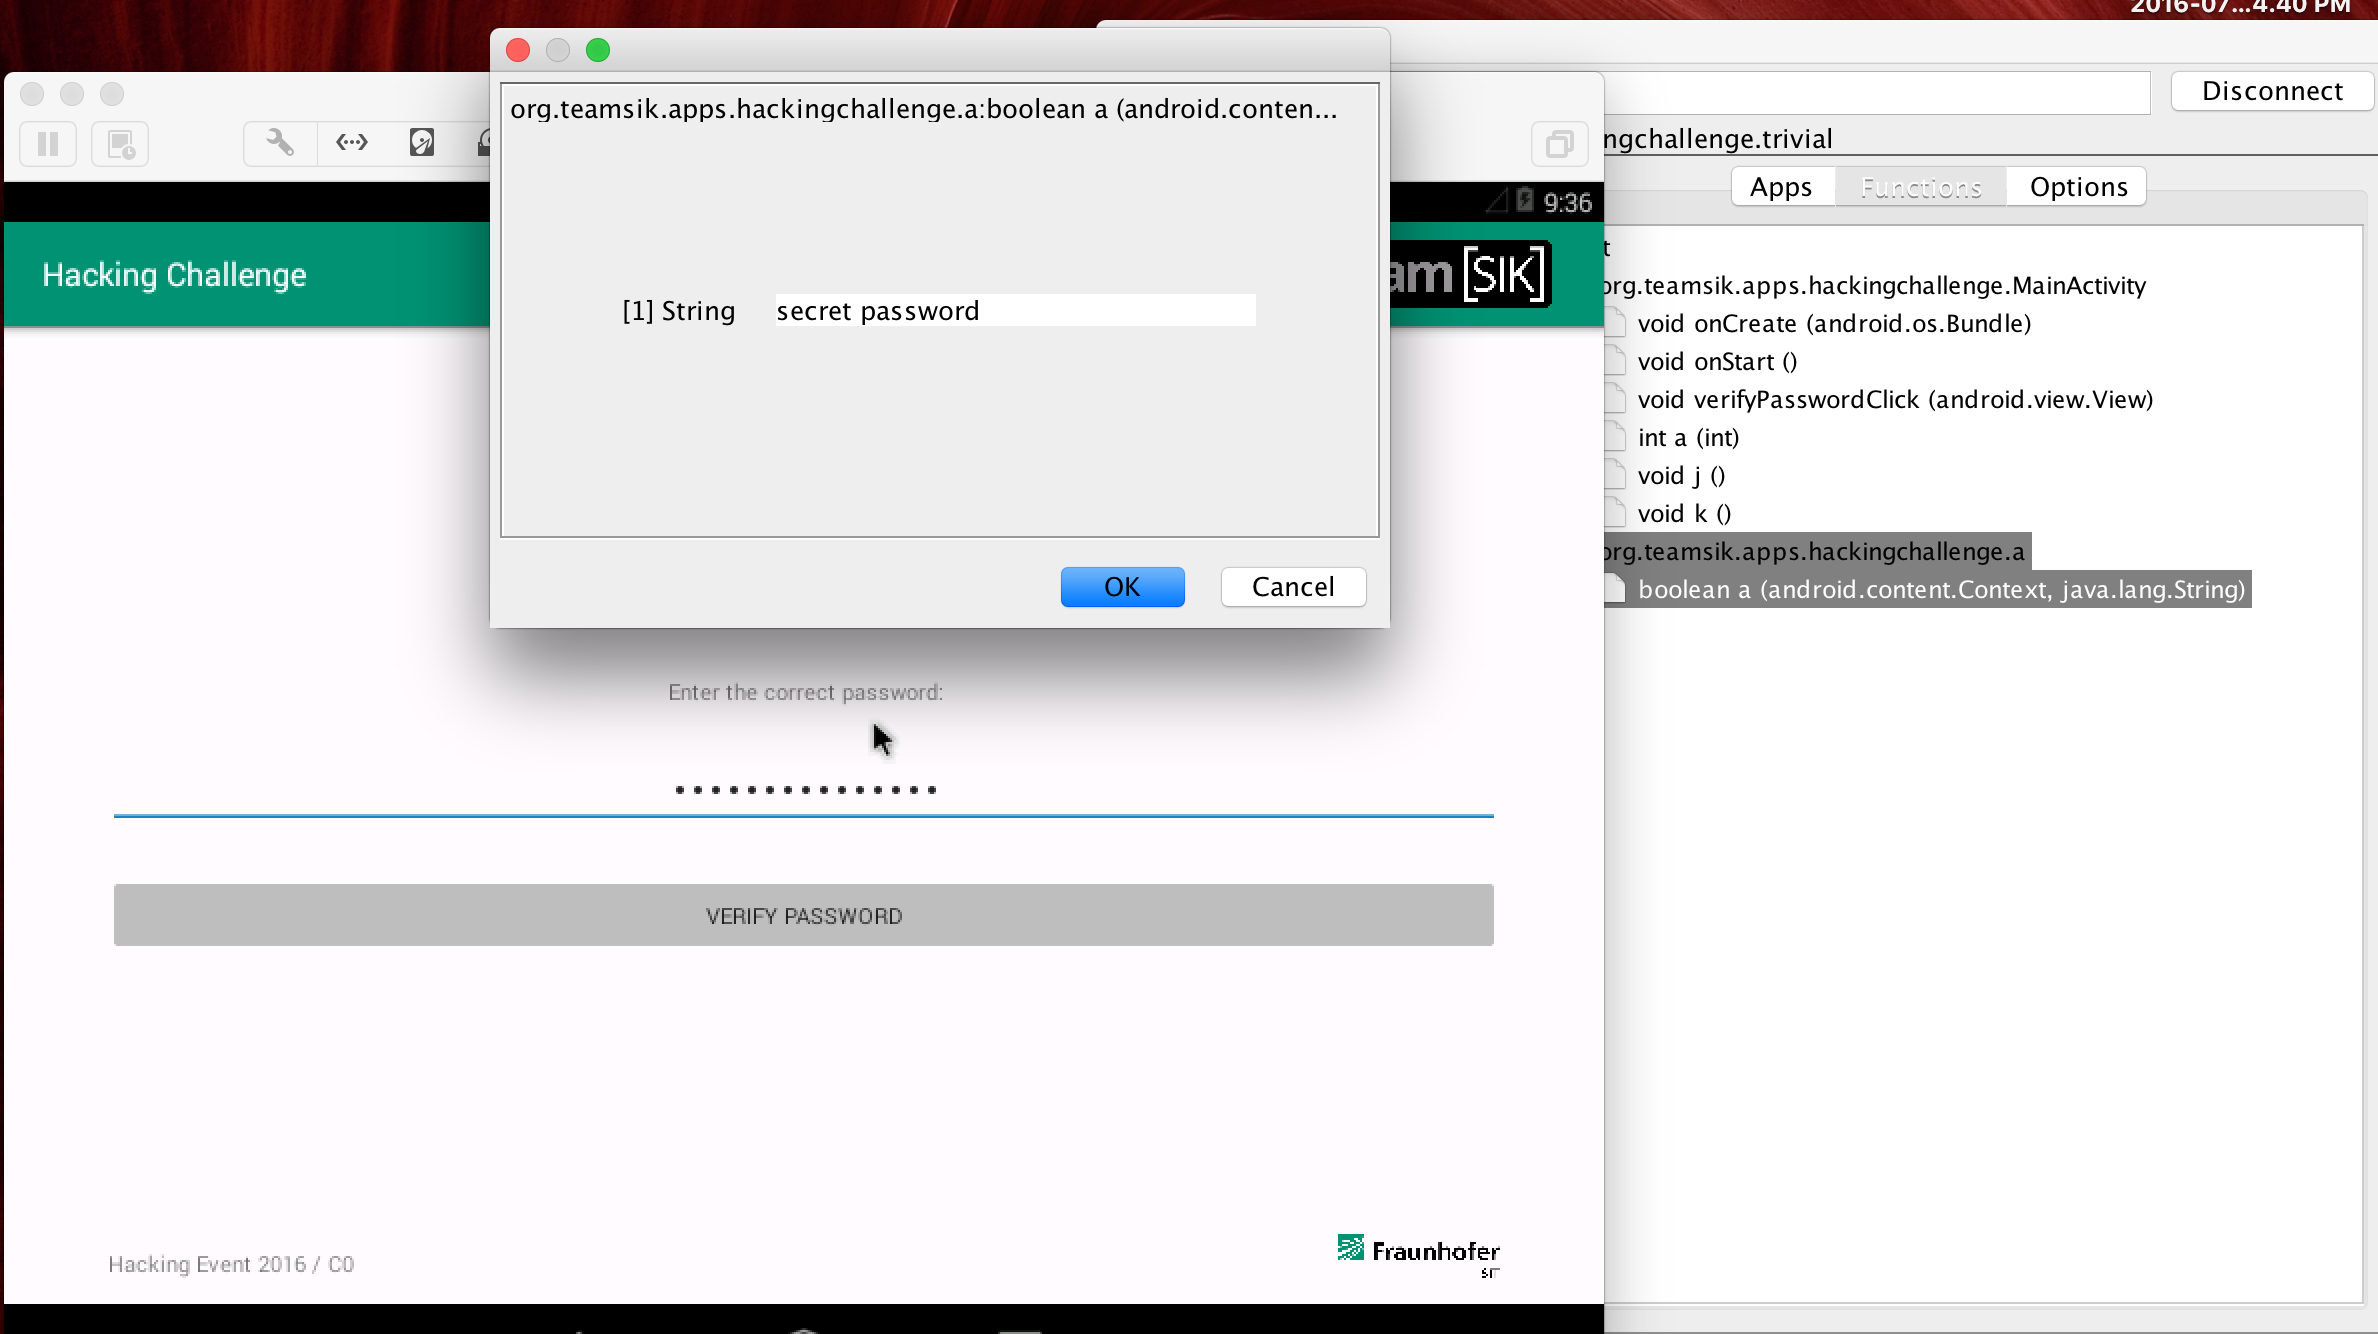 2016-07...4.40 PM
org.teamsik.apps.hackingchallenge.a:boolean a (android.conten...
[1] String secret password
OK Cancel
Disconnect
ngchallenge.trivial
Apps Functions Options
t
org.teamsik.apps.hackingchallenge.MainActivity
void onCreate (android.os.Bundle)
void onStart ()
void verifyPasswordClick (android.view.View)
int a (int)
void j ()
void k ()
org.teamsik.apps.hackingchallenge.a
boolean a (android.content.Context, java.lang.String)
9:36
Hacking Challenge
am [SIK]
Enter the correct password:
VERIFY PASSWORD
Hacking Event 2016 / C0
Fraunhofer
SIT